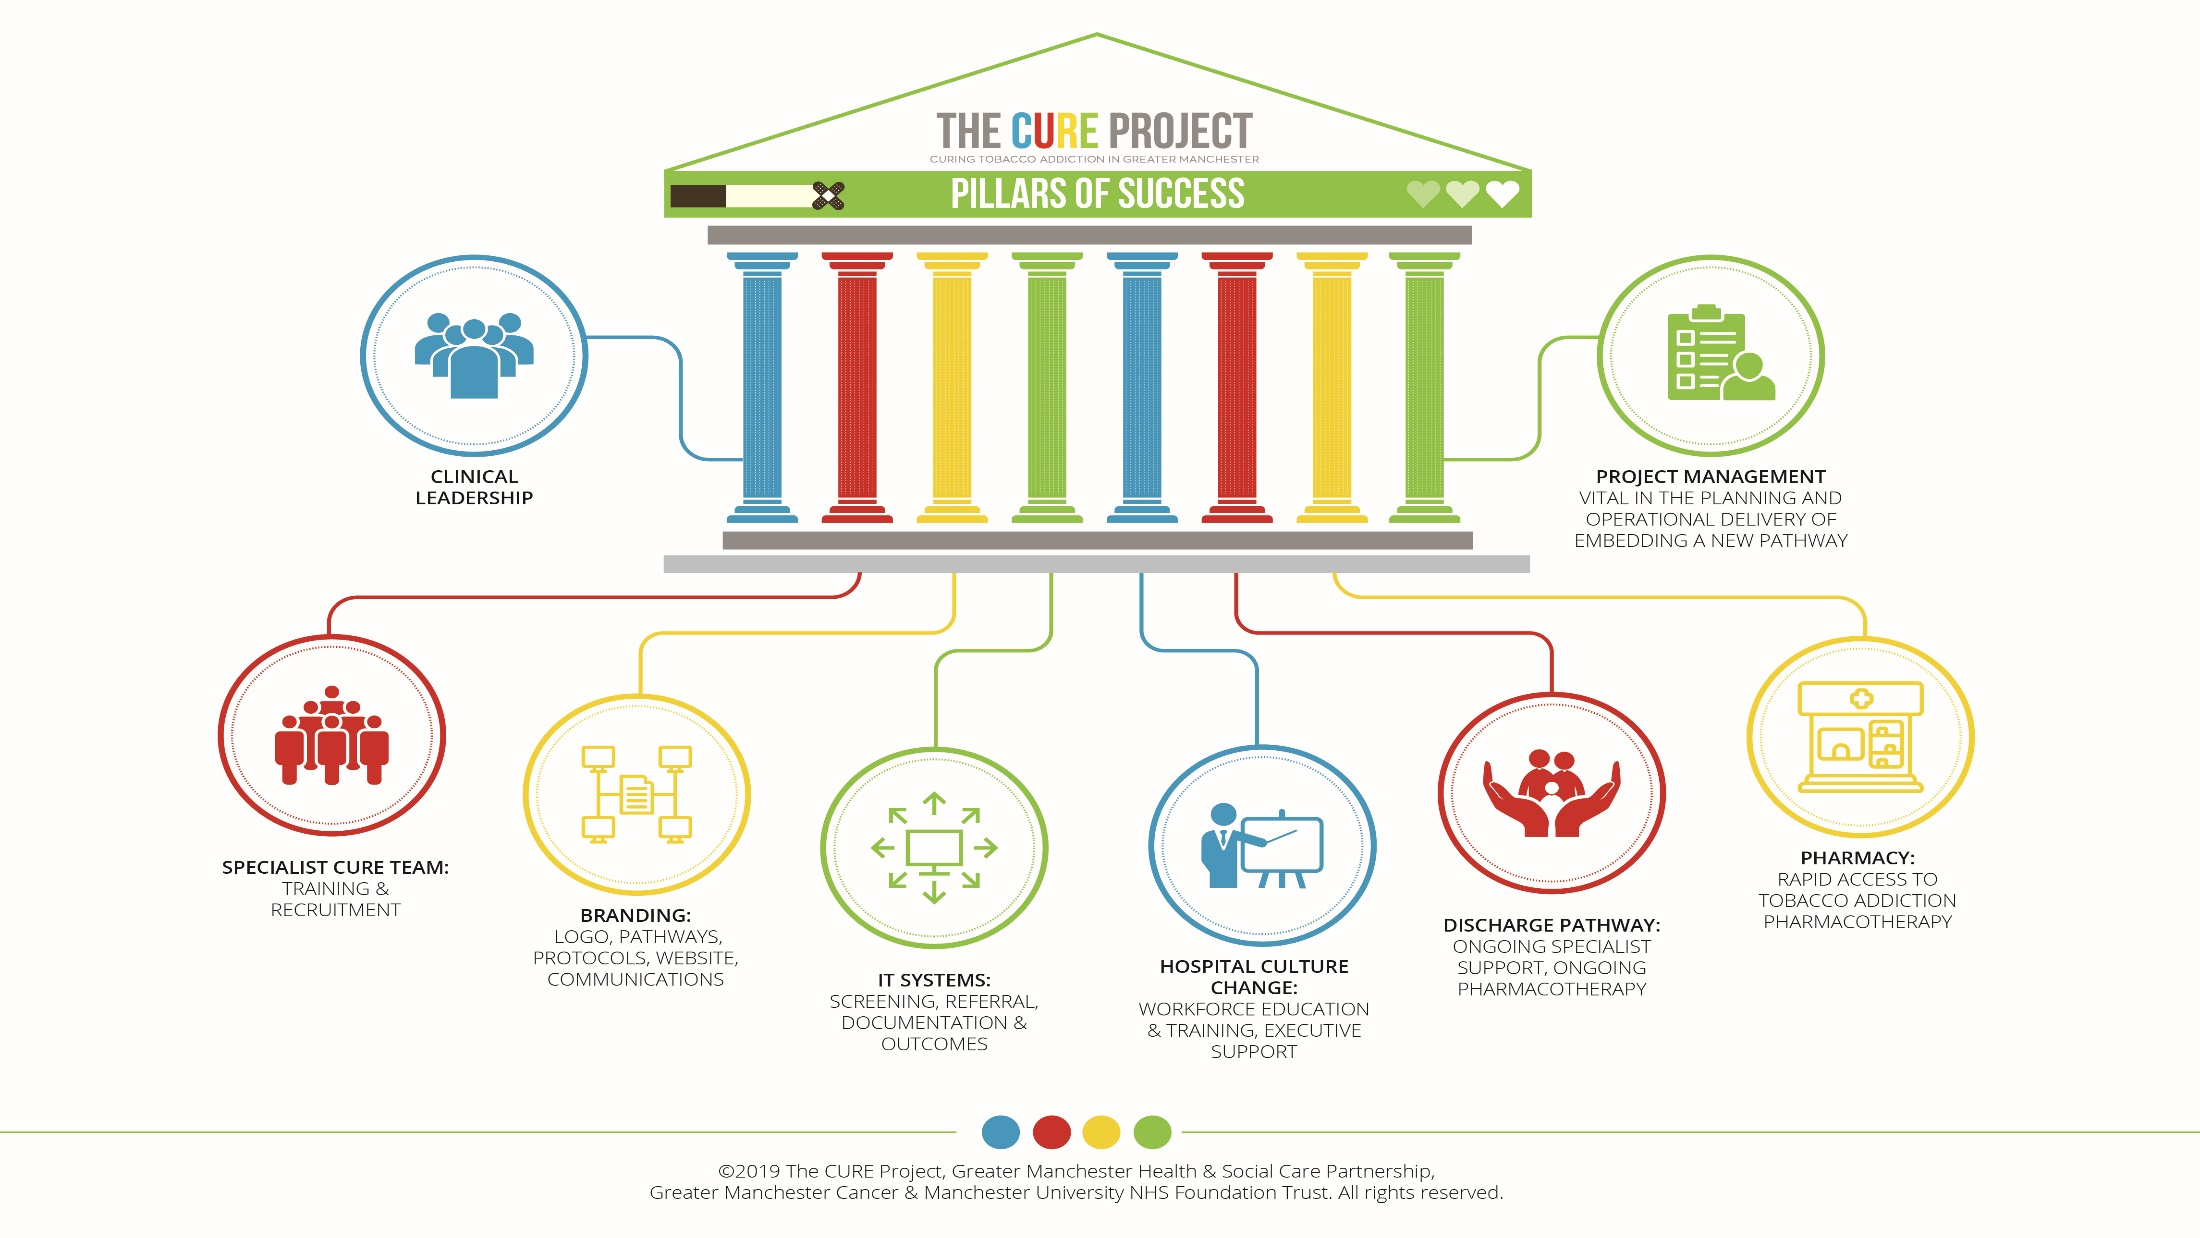 THE CURE PROJECT
CURING TOBACCO ADDICTION IN GREATER MANCHESTER
PILLARS OF SUCCESS
CLINICAL
LEADERSHIP
PROJECT MANAGEMENT
VITAL IN THE PLANNING AND
OPERATIONAL DELIVERY OF
EMBEDDING A NEW PATHWAY
SPECIALIST CURE TEAM:
TRAINING &
RECRUITMENT
BRANDING:
LOGO, PATHWAYS,
PROTOCOLS, WEBSITE,
COMMUNICATIONS
IT SYSTEMS:
SCREENING, REFERRAL,
DOCUMENTATION &
OUTCOMES
HOSPITAL CULTURE
CHANGE:
WORKFORCE EDUCATION
& TRAINING, EXECUTIVE
SUPPORT
DISCHARGE PATHWAY:
ONGOING SPECIALIST
SUPPORT, ONGOING
PHARMACOTHERAPY
PHARMACY:
RAPID ACCESS TO
TOBACCO ADDICTION
PHARMACOTHERAPY
©2019 The CURE Project, Greater Manchester Health & Social Care Partnership,
Greater Manchester Cancer & Manchester University NHS Foundation Trust. All rights reserved.